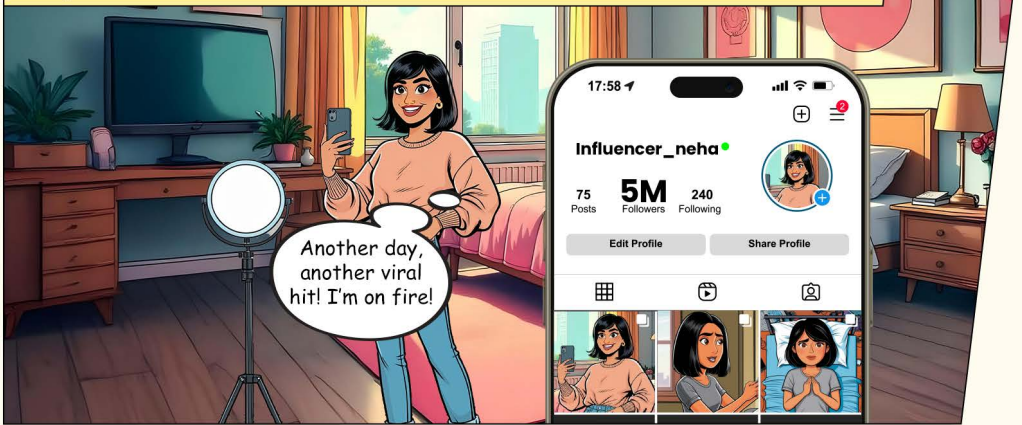 Another day,
another viral
hit! I'm on fire!
17:58
2
Influencer_neha
75 5M 240
Posts Followers Following
Edit Profile Share Profile